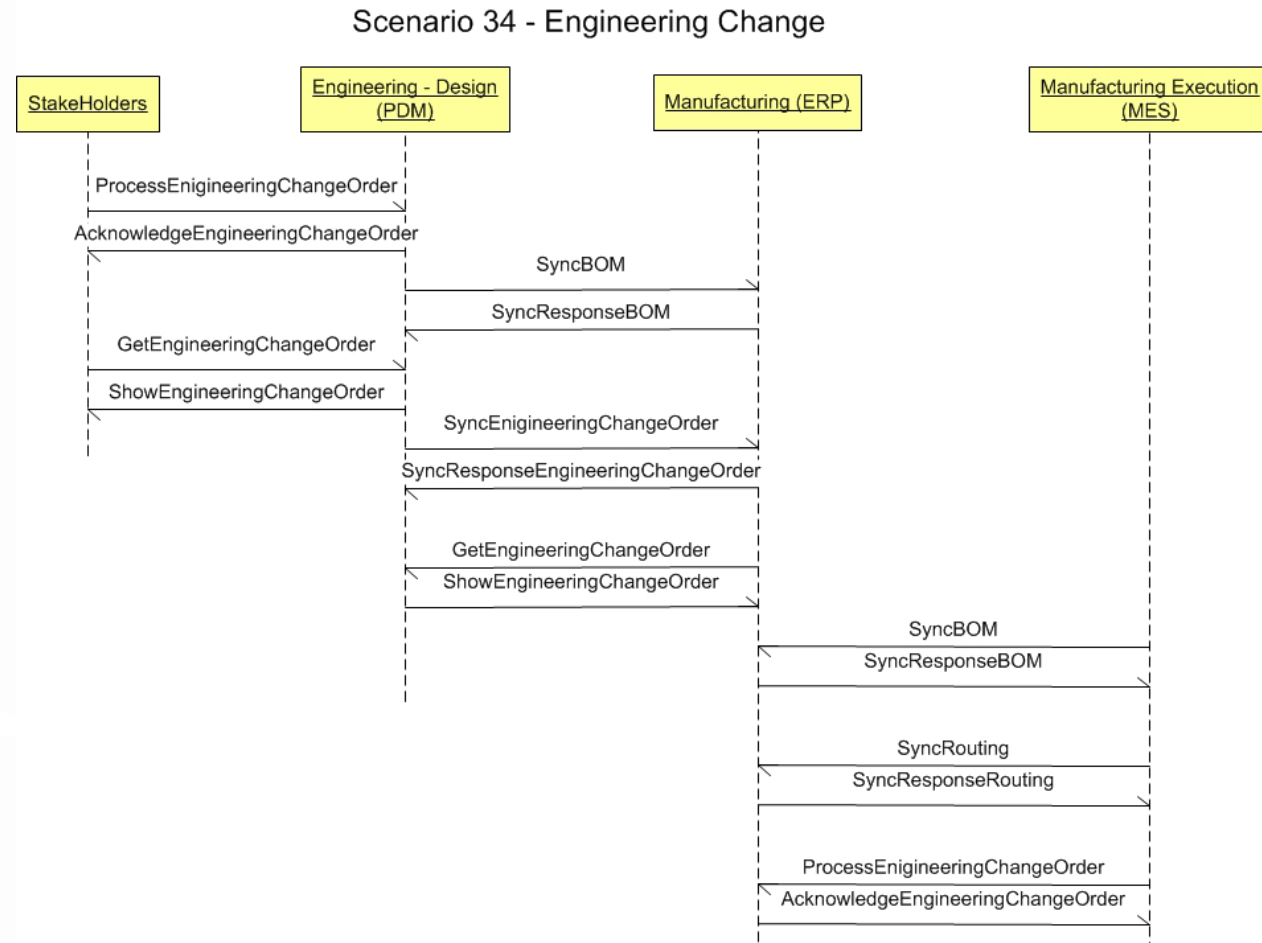 Scenario 34 - Engineering Change
StakeHolders
Engineering - Design
(PDM)
Manufacturing (ERP)
Manufacturing Execution
(MES)
ProcessEnigineeringChangeOrder
AcknowledgeEngineeringChangeOrder
SyncBOM
SyncResponseBOM
GetEngineeringChangeOrder
ShowEngineeringChangeOrder
SyncEnigineeringChangeOrder
SyncResponseEngineeringChangeOrder
GetEngineeringChangeOrder
ShowEngineeringChangeOrder
SyncBOM
SyncResponseBOM
SyncRouting
SyncResponseRouting
ProcessEnigineeringChangeOrder
AcknowledgeEngineeringChangeOrder